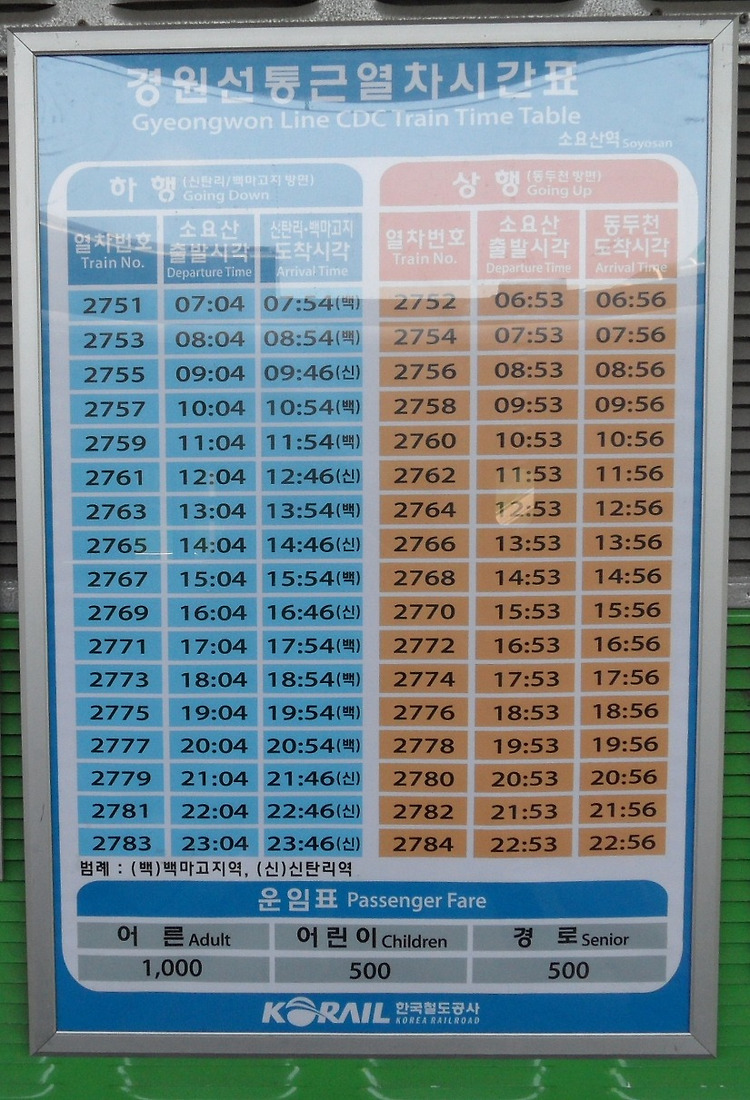 경원선통근열차시간표
Gyeongwon Line CDC Train Time Table
소요산역 Soyosan
하 행 (신탄리/백마고지 방면) Going Down
상 행 (동두천 방면) Going Up
열차번호 Train No. 소요산 출발시각 Departure Time 신탄리·백마고지 도착시각 Arrival Time 열차번호 Train No. 소요산 출발시각 Departure Time 동두천 도착시각 Arrival Time
2751 07:04 07:54(백) 2752 06:53 06:56
2753 08:04 08:54(백) 2754 07:53 07:56
2755 09:04 09:46(신) 2756 08:53 08:56
2757 10:04 10:54(백) 2758 09:53 09:56
2759 11:04 11:54(백) 2760 10:53 10:56
2761 12:04 12:46(신) 2762 11:53 11:56
2763 13:04 13:54(백) 2764 12:53 12:56
2765 14:04 14:46(신) 2766 13:53 13:56
2767 15:04 15:54(백) 2768 14:53 14:56
2769 16:04 16:46(신) 2770 15:53 15:56
2771 17:04 17:54(백) 2772 16:53 16:56
2773 18:04 18:54(백) 2774 17:53 17:56
2775 19:04 19:54(백) 2776 18:53 18:56
2777 20:04 20:54(백) 2778 19:53 19:56
2779 21:04 21:46(신) 2780 20:53 20:56
2781 22:04 22:46(신) 2782 21:53 21:56
2783 23:04 23:46(신) 2784 22:53 22:56
범례 : (백)백마고지역, (신)신탄리역
운임표 Passenger Fare
어 른 Adult 어린이 Children 경 로 Senior
1,000 500 500
KORAIL 한국철도공사
KOREA RAILROAD